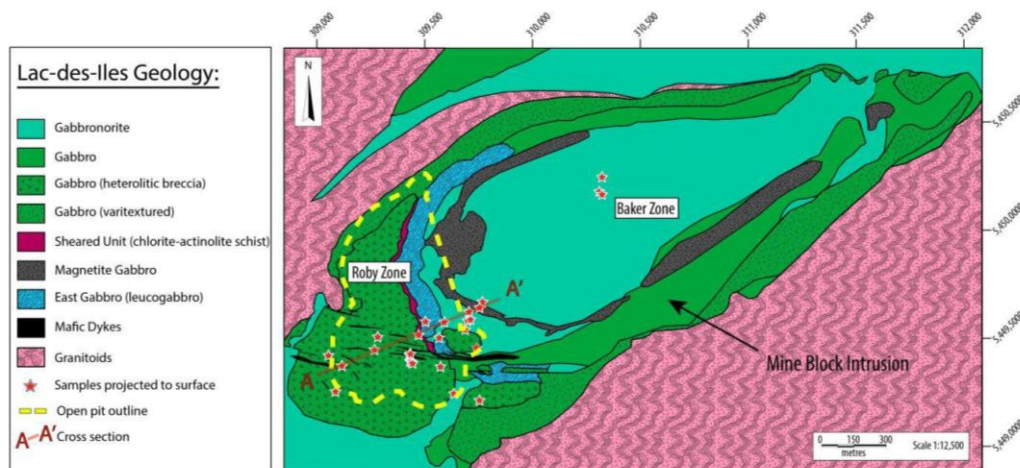 309,000
309,500
310,000
310,500
311,000
311,500
312,000
Lac-des-Iles Geology:
Gabbronorite
Gabbro
Gabbro (heterolitic breccia)
Gabbro (varitextured)
Sheared Unit (chlorite-actinolite schist)
Magnetite Gabbro
East Gabbro (leucogabbro)
Mafic Dykes
Granitoids
Samples projected to surface
Open pit outline
A A' Cross section
N
5,450,5000
Baker Zone
5,450,000
Roby Zone
A'
5,449,500
Mine Block Intrusion
A
0 150 300
metres
Scale 1:12,500
5,449,000